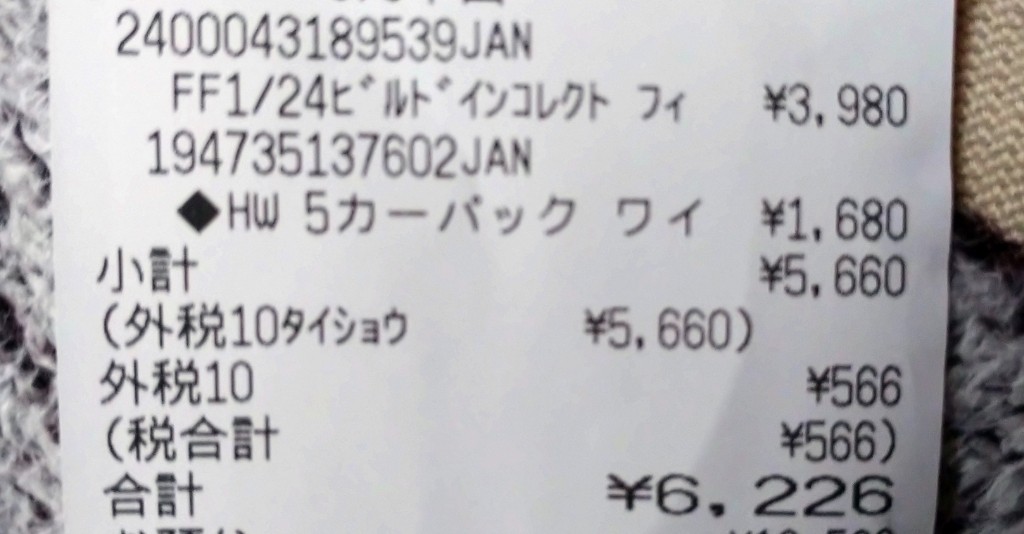 2400043189539JAN
FF1/24ﾋﾞﾙﾄﾞｲﾝｺﾚｸﾄ ﾌｨ ¥3,980
194735137602JAN
◆HW 5カーパック ワイ ¥1,680
小計 ¥5,660
(外税10ﾀｲｼｮｳ ¥5,660)
外税10 ¥566
(税合計 ¥566)
合計 ¥6,226